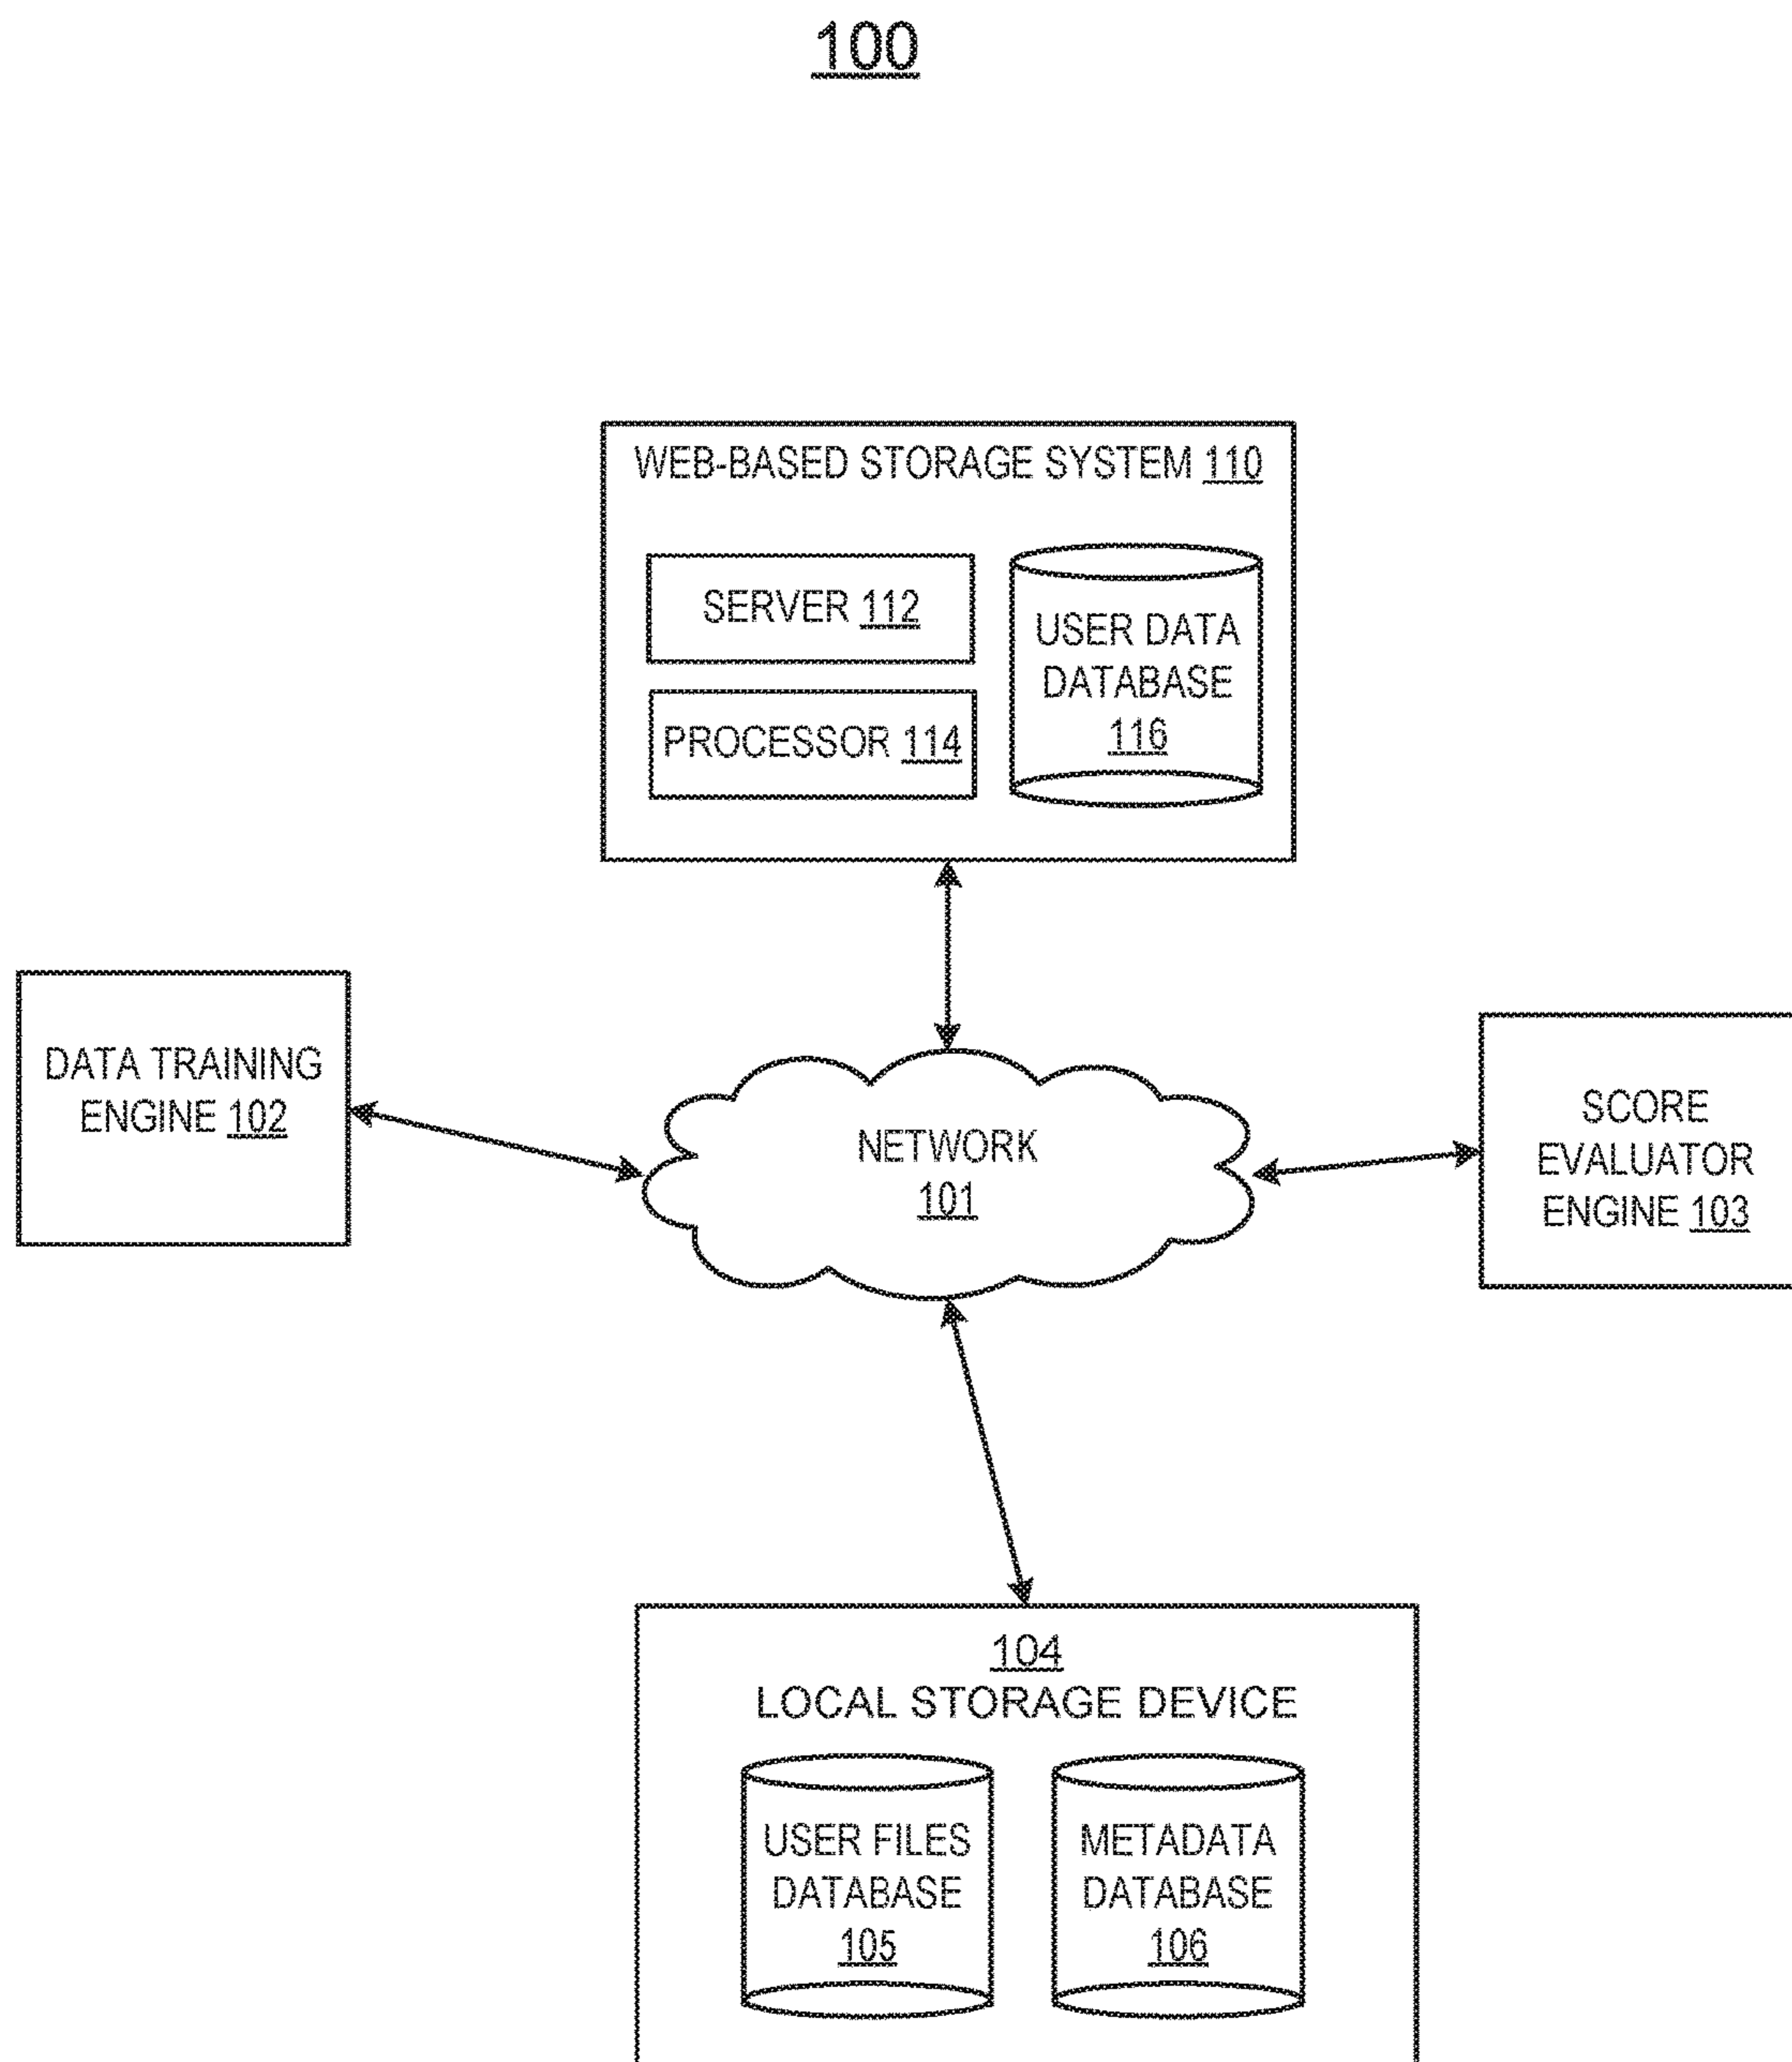 100
WEB-BASED STORAGE SYSTEM 110
SERVER 112
PROCESSOR 114
USER DATA
DATABASE
116
DATA TRAINING
ENGINE 102
NETWORK
101
SCORE
EVALUATOR
ENGINE 103
104
LOCAL STORAGE DEVICE
USER FILES
DATABASE
105
METADATA
DATABASE
106